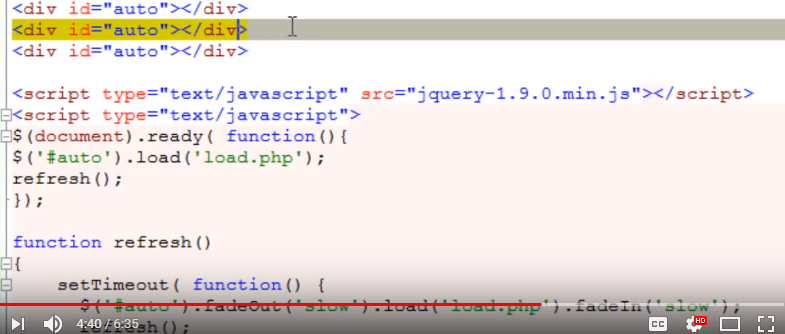 <div id="auto"></div>
<div id="auto"></div>
<div id="auto"></div>
<script type="text/javascript" src="jquery-1.9.0.min.js"></script>
<script type="text/javascript">
$(document).ready( function(){
$('#auto').load('load.php');
refresh();
});
function refresh()
{
setTimeout( function() {
$('#auto').fadeOut('slow').load('load.php').fadeIn('slow');
refresh();
4:40 / 6:35
CC
HD